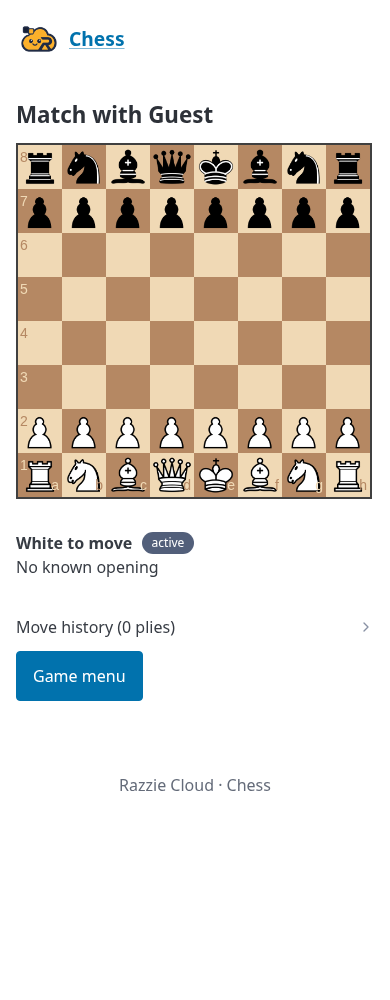 Chess
Match with Guest
8
7
6
5
4
3
2
1
a b c d e f g h
White to move active
No known opening
Move history (0 plies)
Game menu
Razzie Cloud · Chess